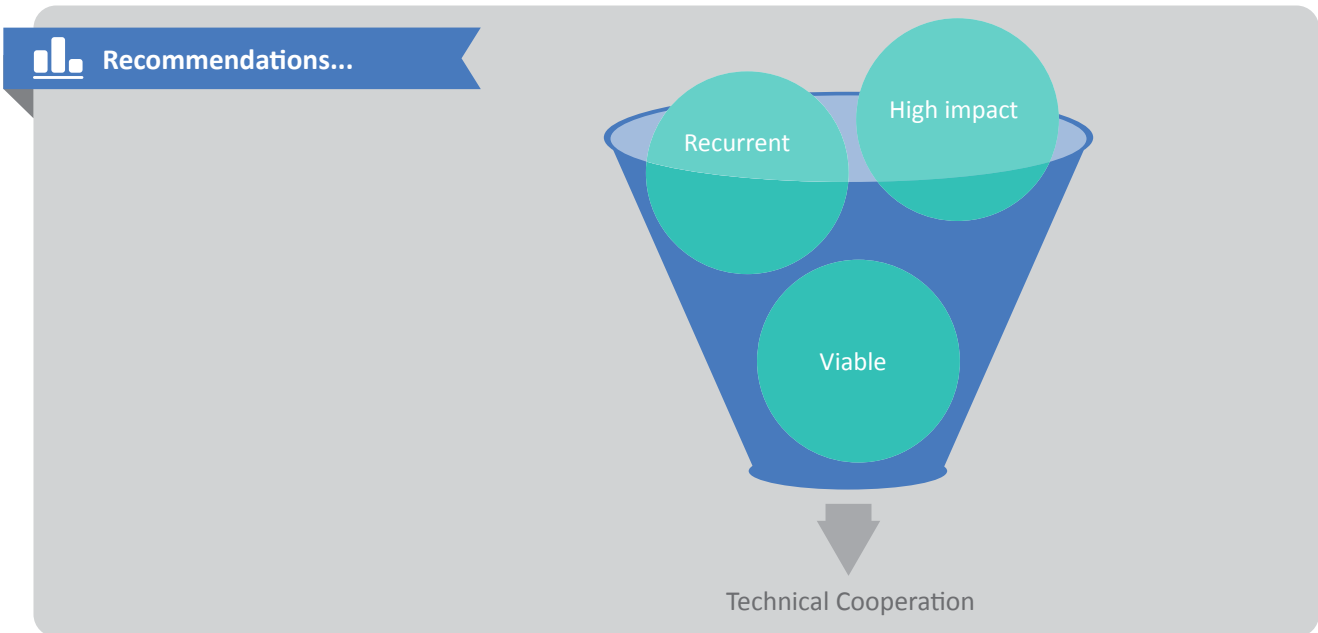 Recommendations...
High impact
Recurrent
Viable
Technical Cooperation